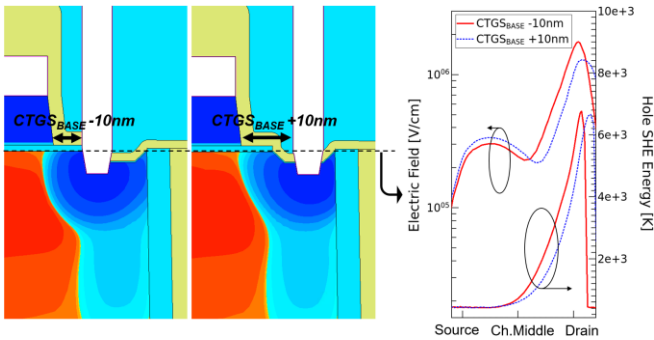 CTGS_BASE -10nm
CTGS_BASE +10nm
CTGS_BASE -10nm
CTGS_BASE +10nm
Electric Field [V/cm]
10^06
10^05
Hole SHE Energy [K]
10e+3
8e+3
6e+3
4e+3
2e+3
Source Ch.Middle Drain